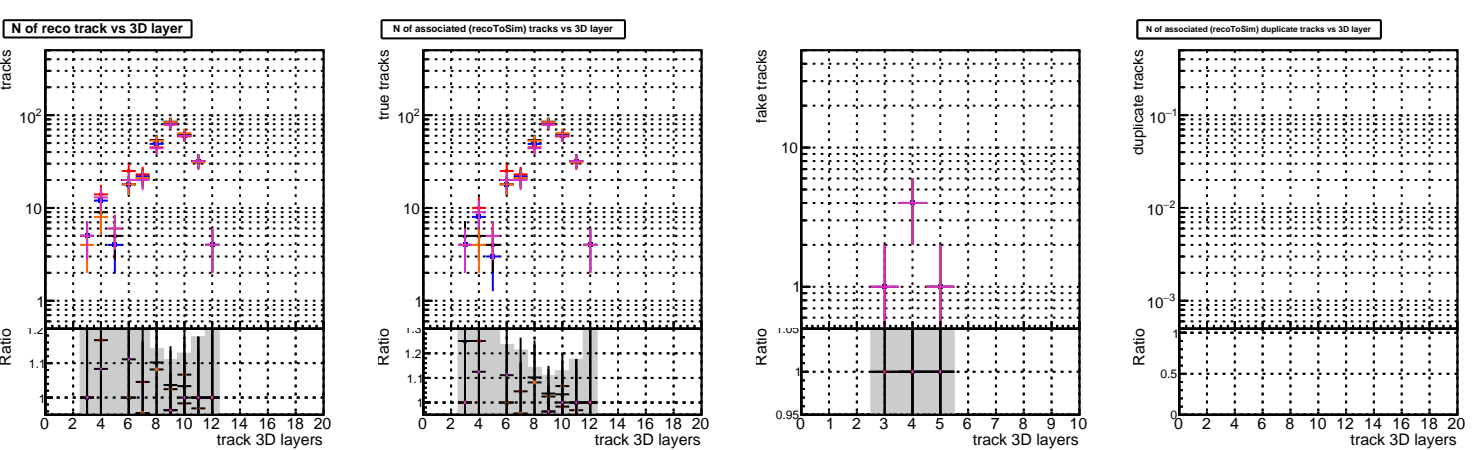 N of reco track vs 3D layer
tracks
10²
10
1
Ratio
1.2
1.1
1
0 2 4 6 8 10 12 14 16 18 20
track 3D layers
N of associated (recoToSim) tracks vs 3D layer
true tracks
10²
10
1
Ratio
1.3
1.2
1.1
1
0 2 4 6 8 10 12 14 16 18 20
track 3D layers
fake tracks
10
1
Ratio
1.05
1
0.95
0 1 2 3 4 5 6 7 8 9 10
track 3D layers
N of associated (recoToSim) duplicate tracks vs 3D layer
duplicate tracks
10⁻¹
10⁻²
10⁻³
Ratio
1
0.5
0
0 2 4 6 8 10 12 14 16 18 20
track 3D layers